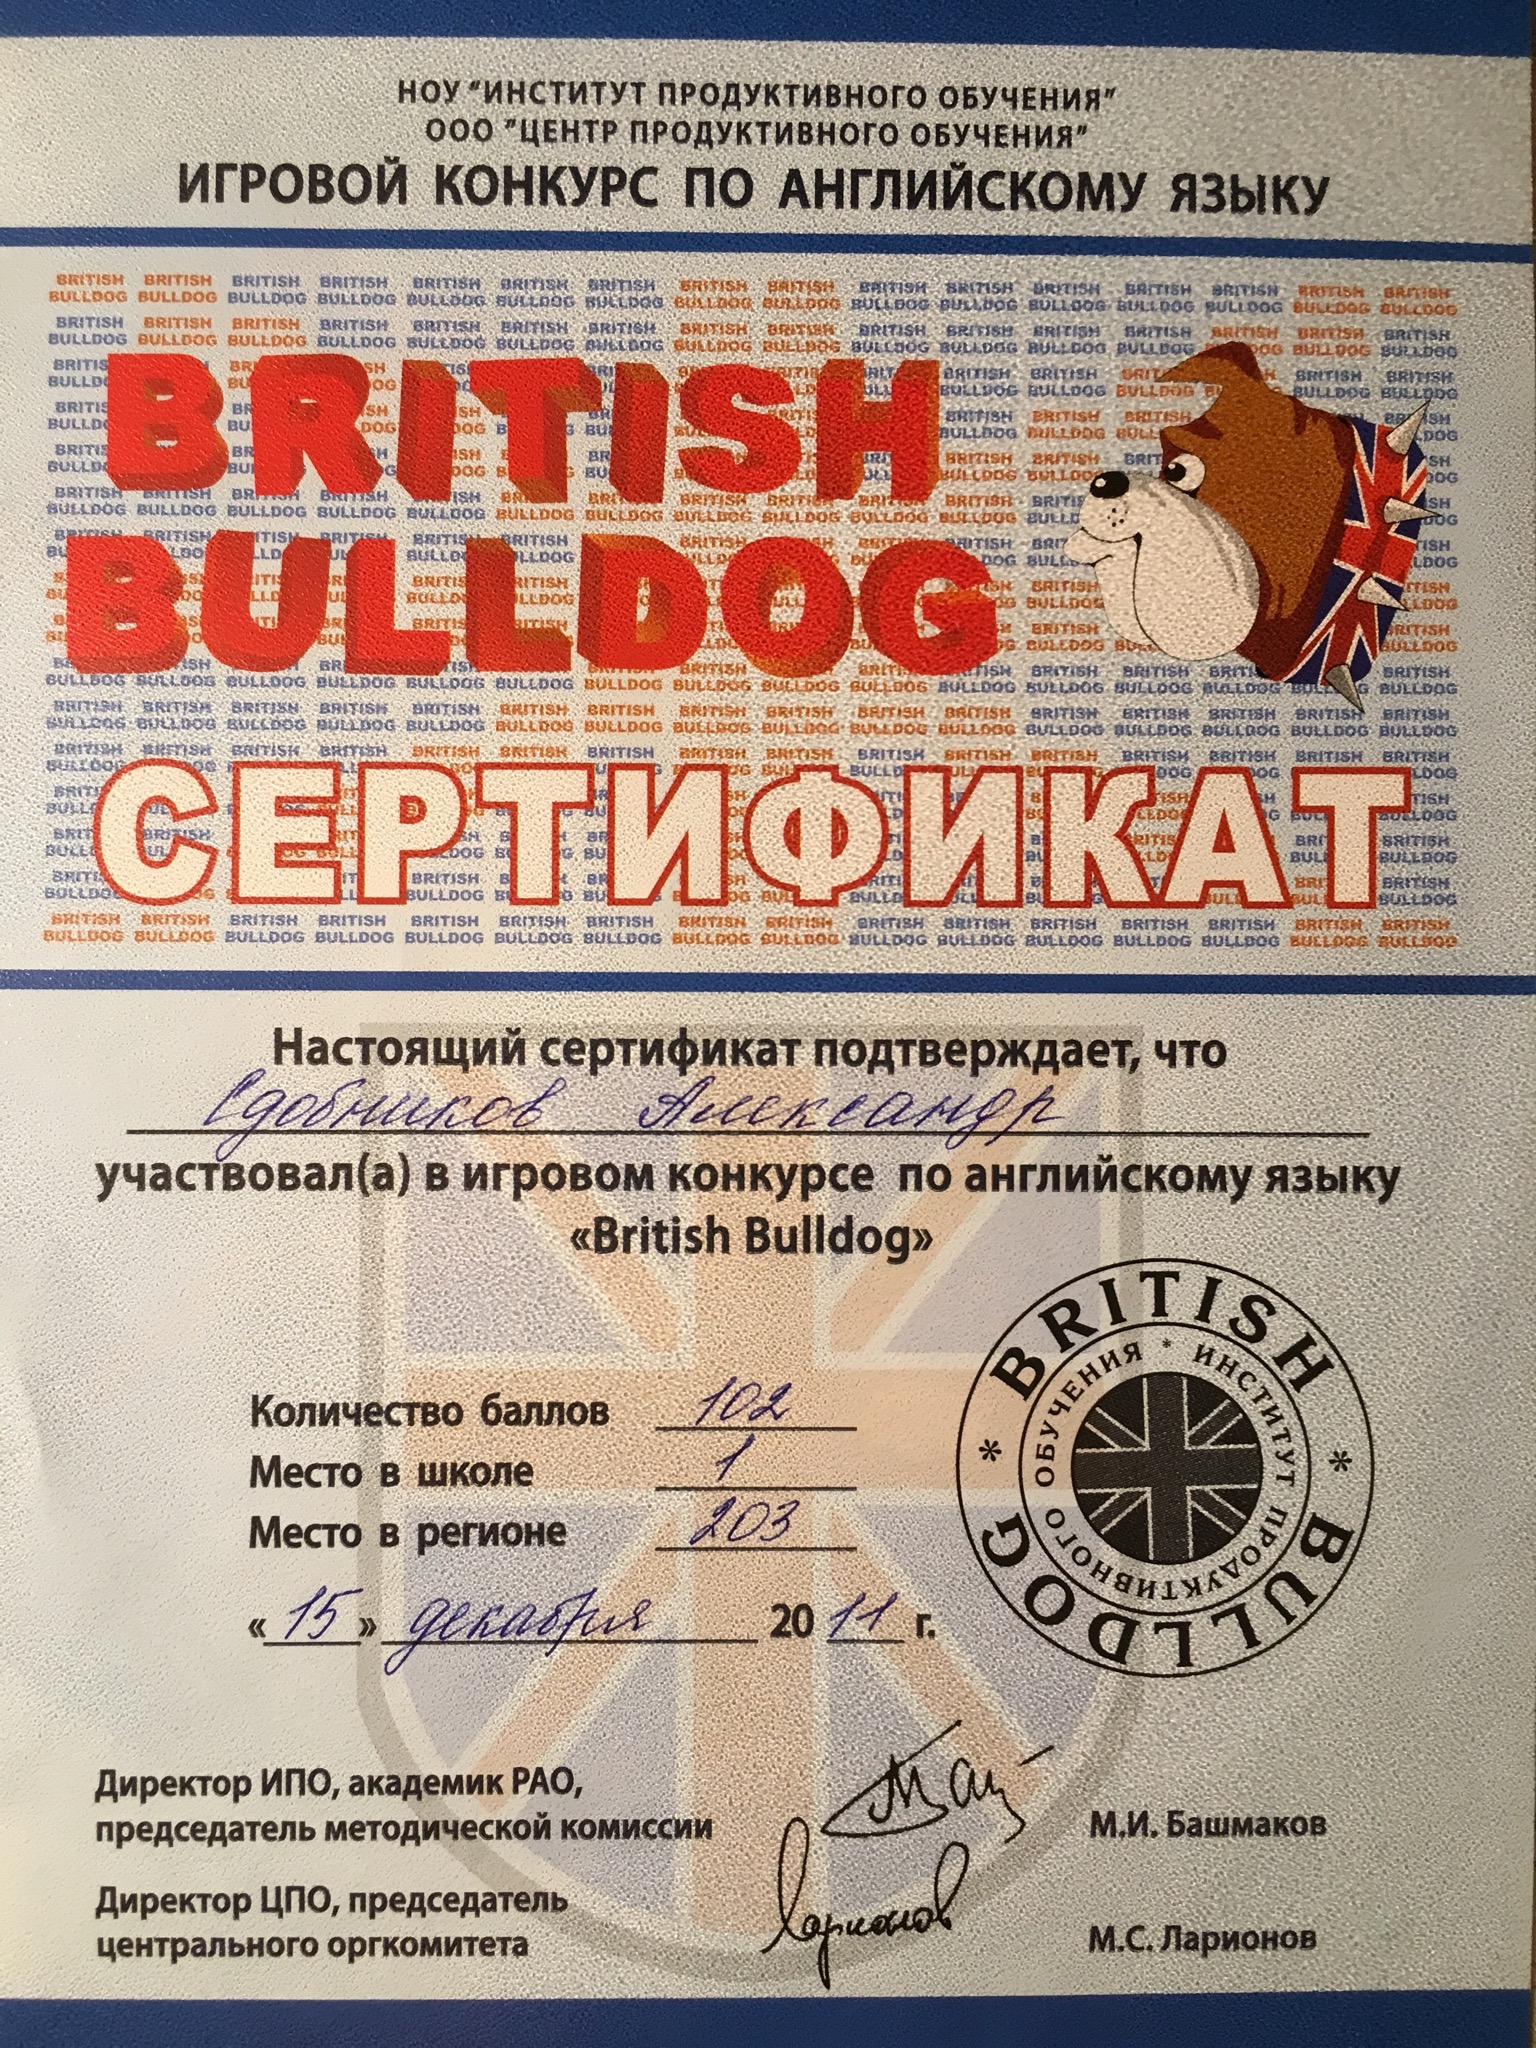 НОУ "ИНСТИТУТ ПРОДУКТИВНОГО ОБУЧЕНИЯ"
ООО "ЦЕНТР ПРОДУКТИВНОГО ОБУЧЕНИЯ"
ИГРОВОЙ КОНКУРС ПО АНГЛИЙСКОМУ ЯЗЫКУ
BRITISH
BULLDOG
СЕРТИФИКАТ
Настоящий сертификат подтверждает, что
Сдобников Александр
участвовал(а) в игровом конкурсе по английскому языку
«British Bulldog»
Количество баллов 102
Место в школе 1
Место в регионе 203
«15» декабря 2011 г.
BRITISH * BULLDOG *
ИНСТИТУТ ПРОДУКТИВНОГО ОБУЧЕНИЯ *
Директор ИПО, академик РАО,
председатель методической комиссии М.И. Башмаков
Директор ЦПО, председатель
центрального оргкомитета Ларионов М.С. Ларионов